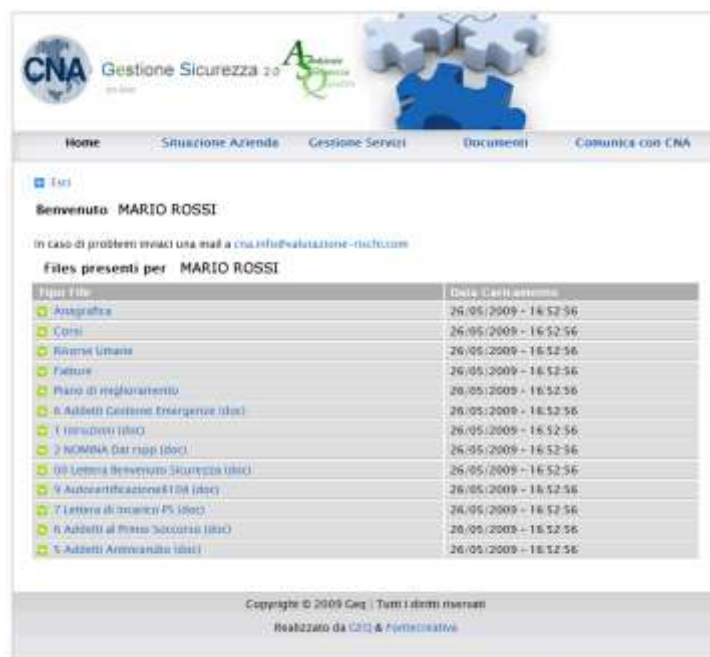 CNA Gestione Sicurezza 2.0
Home Situazione Azienda Gestione Servizi Documenti Comunica con CNA
Esci
Benvenuto MARIO ROSSI
In caso di problemi inviaci una mail a cna.info@valutazione-rischi.com
Files presenti per MARIO ROSSI
Tipo File Data Caricamento
Anagrafica 26/05/2009 - 16:52:56
Corsi 26/05/2009 - 16:52:56
Risorse Umane 26/05/2009 - 16:52:56
Fatture 26/05/2009 - 16:52:56
Piano di miglioramento 26/05/2009 - 16:52:56
6 Addetti Gestione Emergenze (doc) 26/05/2009 - 16:52:56
1 Istruzioni (doc) 26/05/2009 - 16:52:56
2 NOMINA Dat rspp (doc) 26/05/2009 - 16:52:56
00 Lettera Benvenuto Sicurezza (doc) 26/05/2009 - 16:52:56
9 Autocertificazione8108 (doc) 26/05/2009 - 16:52:56
7 Lettera di Incarico PS (doc) 26/05/2009 - 16:52:56
6 Addetti al Primo Soccorso (doc) 26/05/2009 - 16:52:56
5 Addetti Antincendio (doc) 26/05/2009 - 16:52:56
Copyright © 2009 Geq | Tutti i diritti riservati
Realizzato da GEQ & Fontecreativa